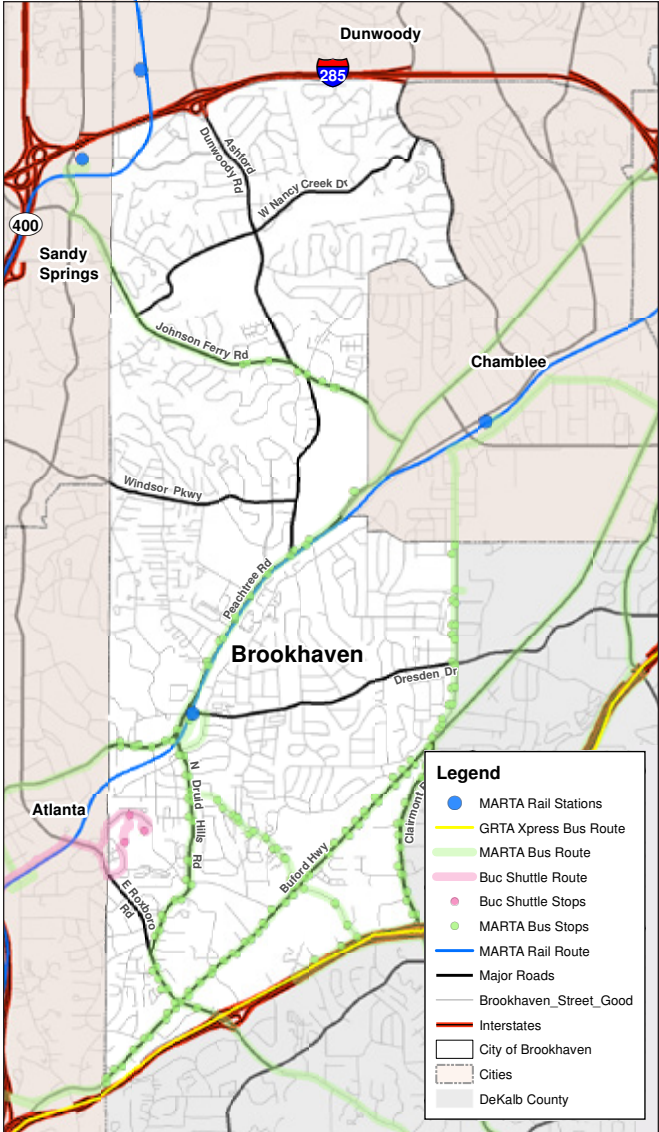 Dunwoody
285
Ashford
Dunwoody Rd
W Nancy Creek Dr
400
Sandy
Springs
Johnson Ferry Rd
Chamblee
Windsor Pkwy
Peachtree Rd
Brookhaven
Dresden Dr
N Druid Hills Rd
Atlanta
Buford Hwy
Clairmont
E Roxboro
Rd
Legend
MARTA Rail Stations
GRTA Xpress Bus Route
MARTA Bus Route
Buc Shuttle Route
Buc Shuttle Stops
MARTA Bus Stops
MARTA Rail Route
Major Roads
Brookhaven_Street_Good
Interstates
City of Brookhaven
Cities
DeKalb County